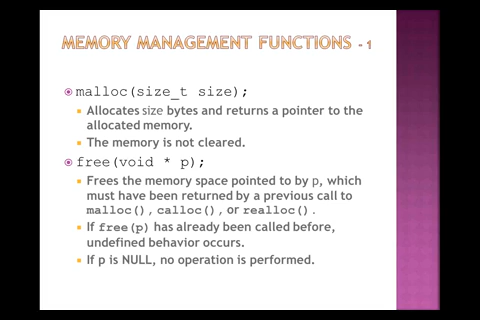 MEMORY MANAGEMENT FUNCTIONS - 1
malloc(size_t size);
Allocates size bytes and returns a pointer to the
allocated memory.
The memory is not cleared.
free(void * p);
Frees the memory space pointed to by p, which
must have been returned by a previous call to
malloc(), calloc(), or realloc().
If free(p) has already been called before,
undefined behavior occurs.
If p is NULL, no operation is performed.